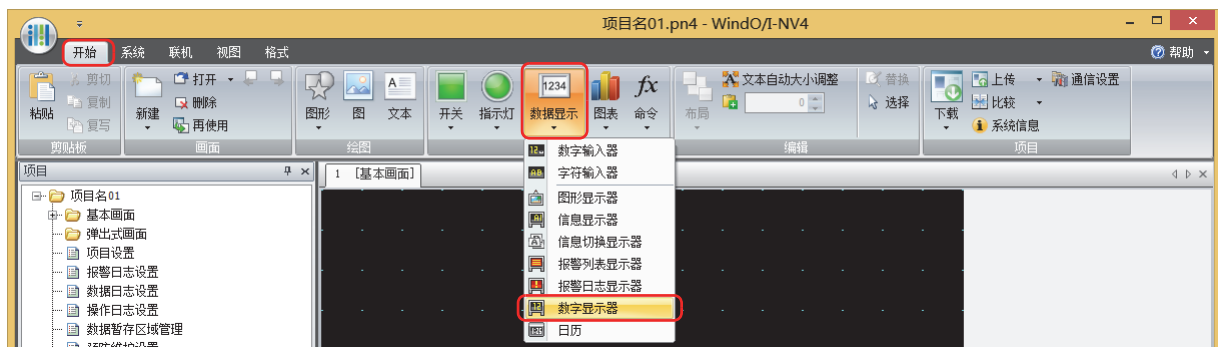 项目名01.pn4 - WindO/I-NV4
开始 系统 联机 视图 格式 帮助
粘贴 剪切 复制 复写
剪贴板
新建 打开 删除 再使用
画面
图形 图 文本
绘图
开关 指示灯 数据显示 图表 命令
1234
布局 文本自动大小调整 0 替换 选择
编辑
下载 上传 比较 系统信息 通信设置
项目
项目
1 [基本画面]
项目名01
基本画面
弹出式画面
项目设置
报警日志设置
数据日志设置
操作日志设置
数据暂存区域管理
数字输入器
字符输入器
图形显示器
信息显示器
信息切换显示器
报警列表显示器
报警日志显示器
数字显示器
日历